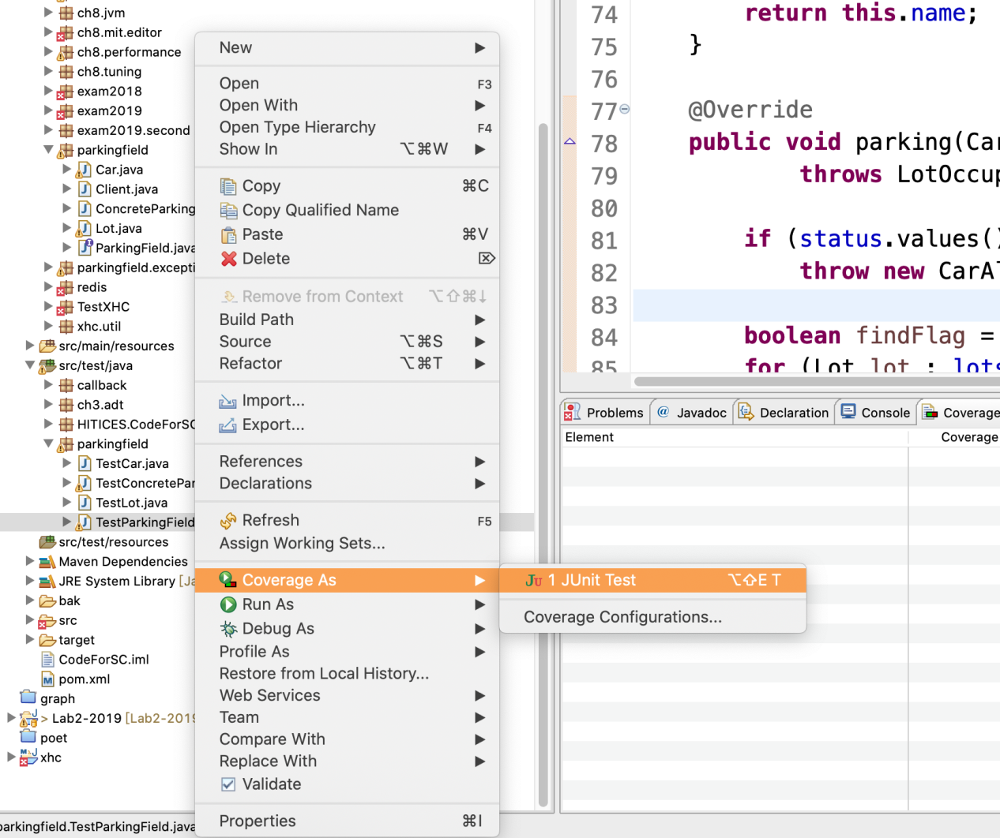 ch8.jvm
ch8.mit.editor
ch8.performance
ch8.tuning
exam2018
exam2019
exam2019.second
parkingfield
Car.java
Client.java
ConcreteParking
Lot.java
ParkingField.java
parkingfield.excepti
redis
TestXHC
xhc.util
src/main/resources
src/test/java
callback
ch3.adt
HITICES.CodeForSC
parkingfield
TestCar.java
TestConcretePar
TestLot.java
TestParkingField
src/test/resources
Maven Dependencies
JRE System Library [Ja
bak
src
target
CodeForSC.iml
pom.xml
graph
> Lab2-2019 [Lab2-2019
poet
xhc
parkingfield.TestParkingField.java
New
Open F3
Open With
Open Type Hierarchy F4
Show In ⌥⌘W
Copy ⌘C
Copy Qualified Name
Paste ⌘V
Delete ⌦
Remove from Context ⌥⇧⌘↓
Build Path
Source ⌥⌘S
Refactor ⌥⌘T
Import...
Export...
References
Declarations
Refresh F5
Assign Working Sets...
Coverage As
Run As
Debug As
Profile As
Restore from Local History...
Web Services
Team
Compare With
Replace With
Validate
Properties ⌘I
1 JUnit Test ⌥⇧E T
Coverage Configurations...
74 return this.name;
75 }
76
77 @Override
78 public void parking(Car
79 throws LotOccup
80
81 if (status.values()
82 throw new CarAl
83
84 boolean findFlag =
85 for (Lot lot : lots
Problems @ Javadoc Declaration Console Coverage
Element Coverage